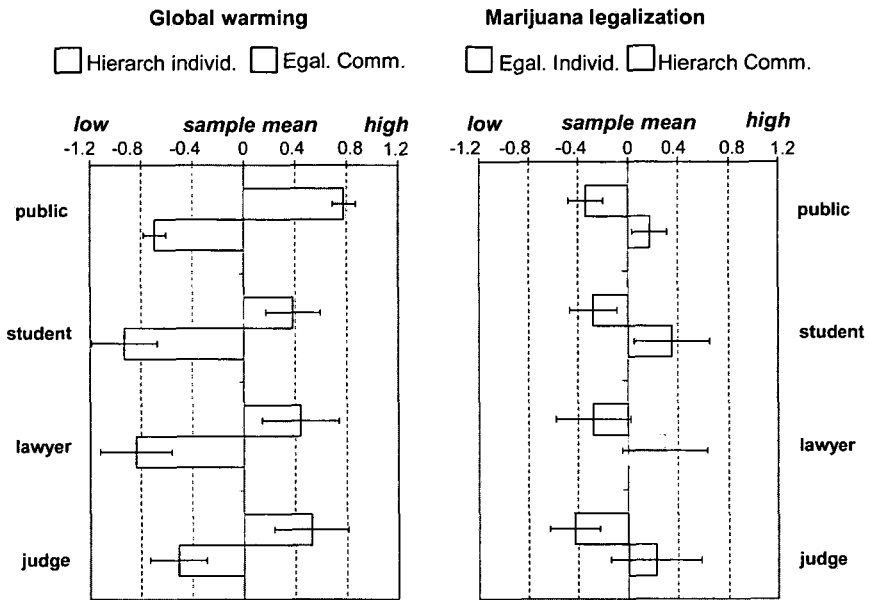 Global warming
Hierarch individ. Egal. Comm.
low sample mean high
-1.2 -0.8 -0.4 0 0.4 0.8 1.2
public
student
lawyer
judge
Marijuana legalization
Egal. Individ. Hierarch Comm.
low sample mean high
-1.2 -0.8 -0.4 0 0.4 0.8 1.2
public
student
lawyer
judge